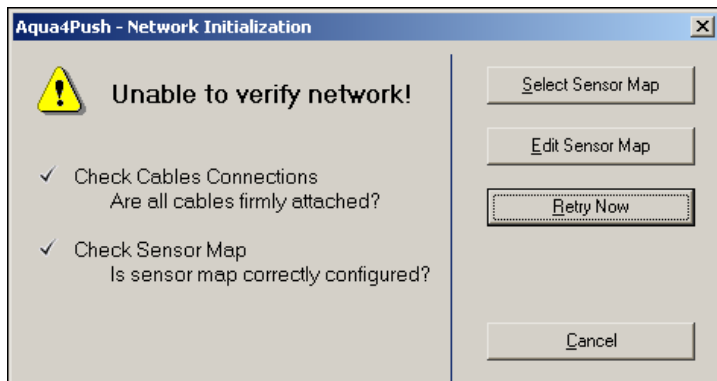 Aqua4Push - Network Initialization
Unable to verify network!
Check Cables Connections
Are all cables firmly attached?
Check Sensor Map
Is sensor map correctly configured?
Select Sensor Map
Edit Sensor Map
Retry Now
Cancel